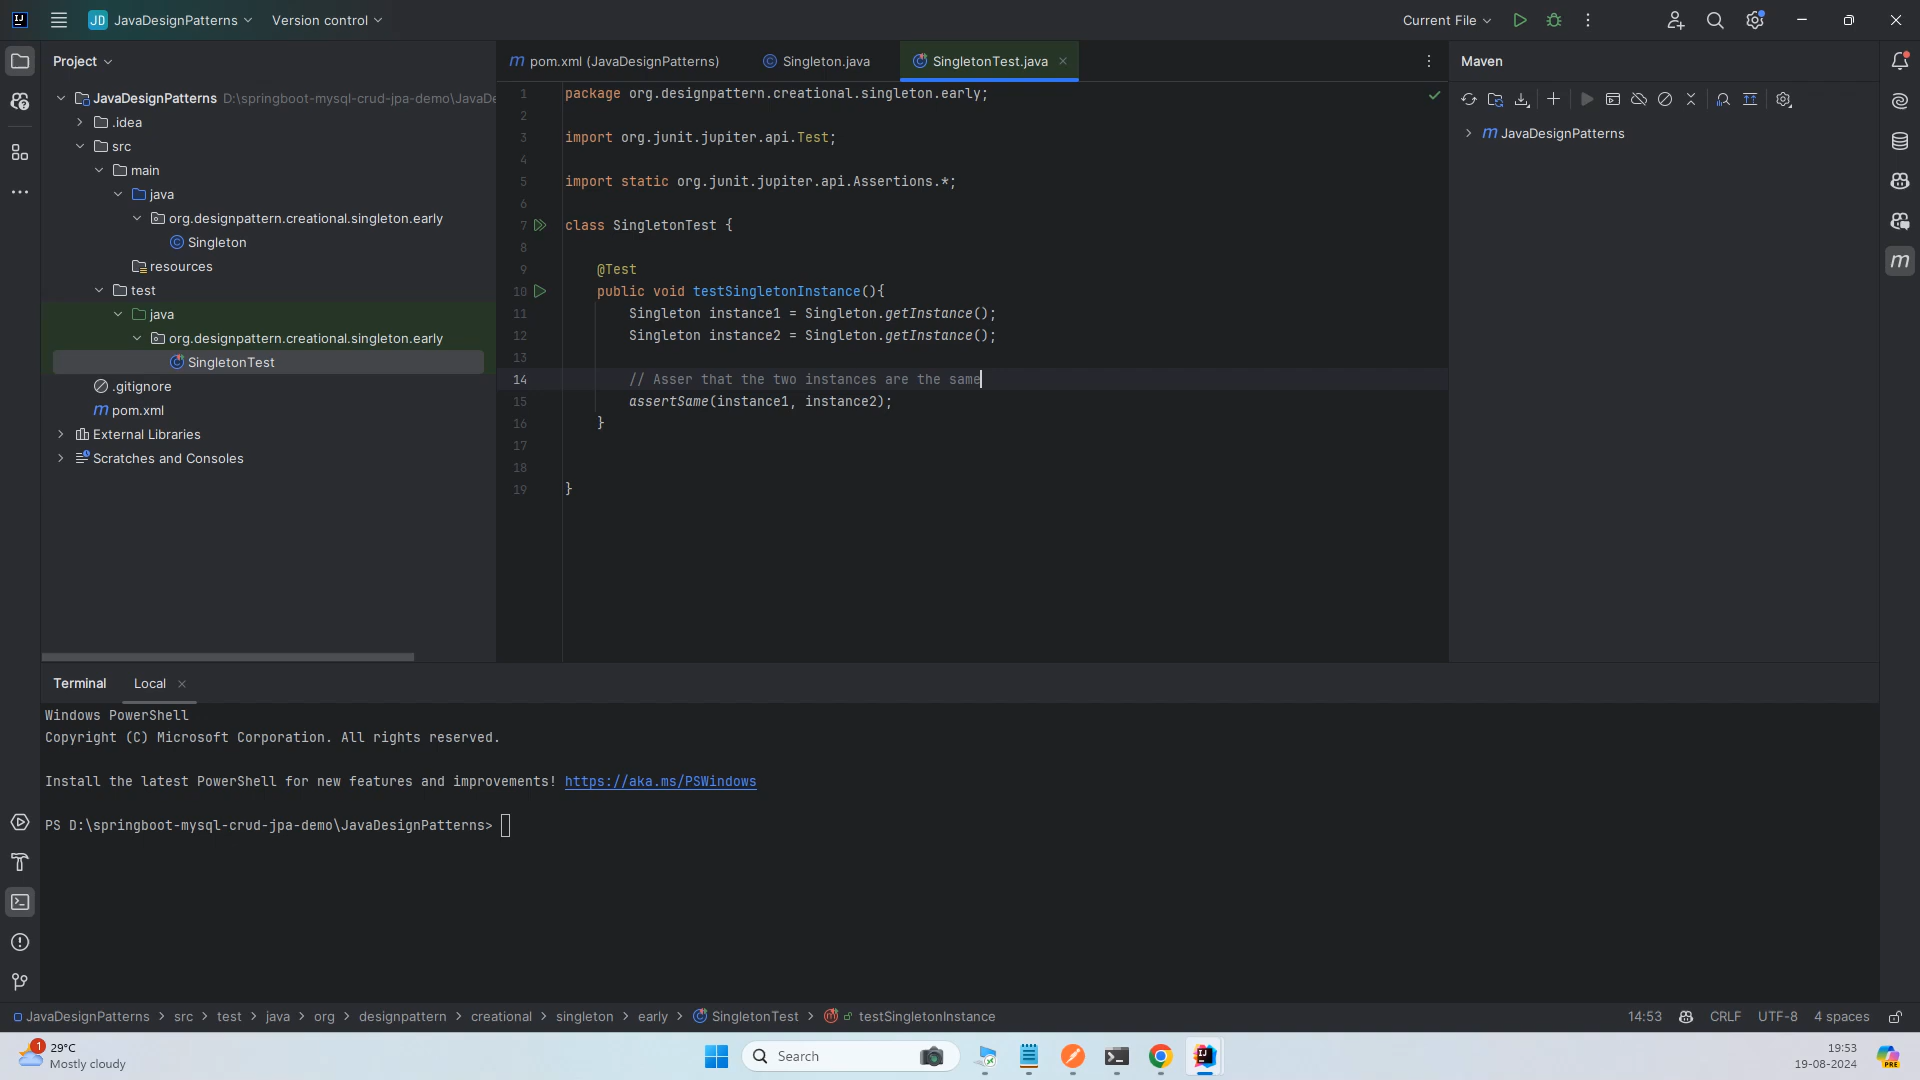 JD JavaDesignPatterns Version control Current File
Project
pom.xml (JavaDesignPatterns) Singleton.java SingletonTest.java
Maven
JavaDesignPatterns D:\springboot-mysql-crud-jpa-demo\JavaDe
.idea
src
main
java
org.designpattern.creational.singleton.early
Singleton
resources
test
java
org.designpattern.creational.singleton.early
SingletonTest
.gitignore
pom.xml
External Libraries
Scratches and Consoles
1 package org.designpattern.creational.singleton.early;
2
3 import org.junit.jupiter.api.Test;
4
5 import static org.junit.jupiter.api.Assertions.*;
6
7 class SingletonTest {
8
9 @Test
10 public void testSingletonInstance(){
11 Singleton instance1 = Singleton.getInstance();
12 Singleton instance2 = Singleton.getInstance();
13
14 // Asser that the two instances are the same
15 assertSame(instance1, instance2);
16 }
17
18
19 }
JavaDesignPatterns
Terminal Local
Windows PowerShell
Copyright (C) Microsoft Corporation. All rights reserved.
Install the latest PowerShell for new features and improvements! https://aka.ms/PSWindows
PS D:\springboot-mysql-crud-jpa-demo\JavaDesignPatterns>
JavaDesignPatterns > src > test > java > org > designpattern > creational > singleton > early > SingletonTest > testSingletonInstance 14:53 CRLF UTF-8 4 spaces
1 29°C
Mostly cloudy
Search
19:53
19-08-2024
PRE